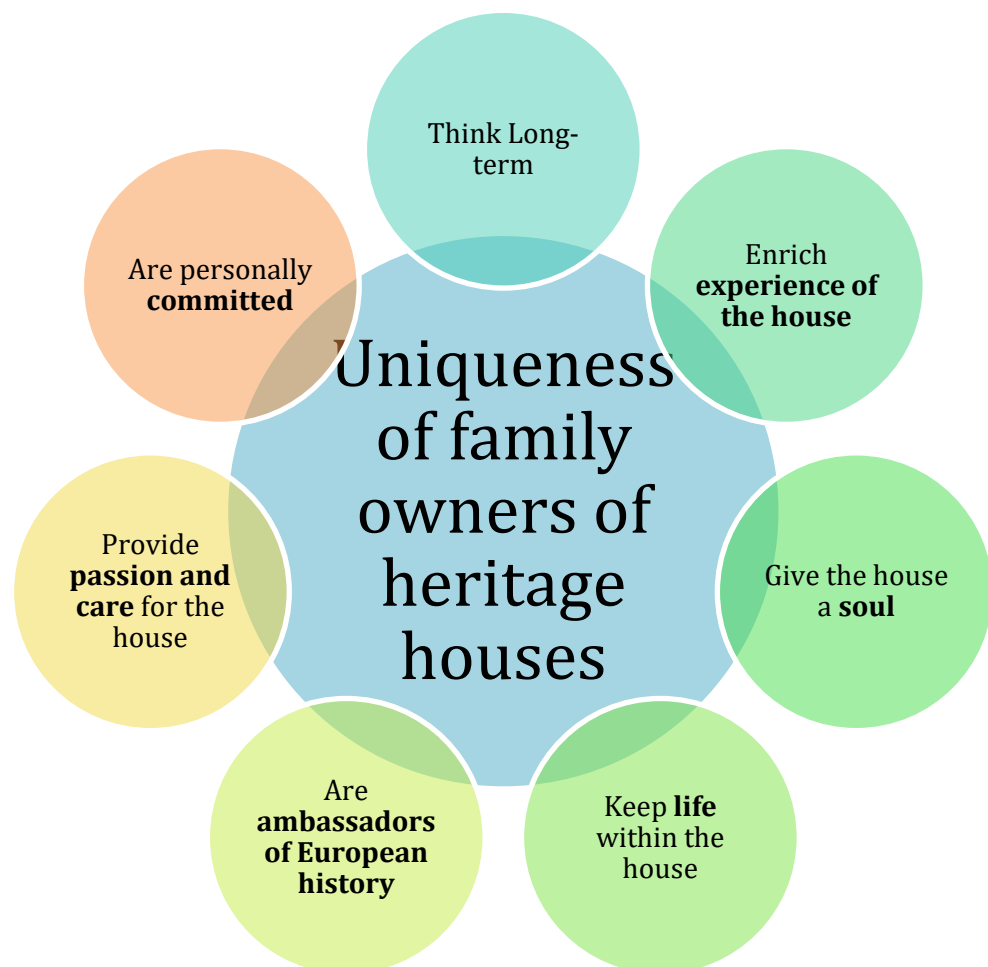 Think Long-
term
Enrich
experience of
the house
Give the house
a soul
Keep life
within the
house
Are
ambassadors
of European
history
Provide
passion and
care for the
house
Are personally
committed
Uniqueness
of family
owners of
heritage
houses